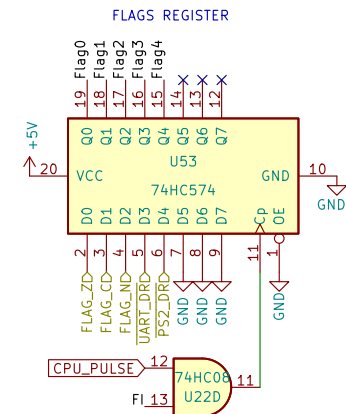 FLAGS REGISTER
Flag0 Flag1 Flag2 Flag3 Flag4
19 18 17 16 15 14 13 12
+5V
Q0 Q1 Q2 Q3 Q4 Q5 Q6 Q7
U53
20 VCC GND 10
74HC574
GND
D0 D1 D2 D3 D4 D5 D6 D7 Cp OE
2 3 4 5 6 7 8 9 11 1
FLAG_Z FLAG_C FLAG_N UART_DR PS2_DR GND GND GND GND
CPU_PULSE 12
74HC08
U22D 11
FI 13